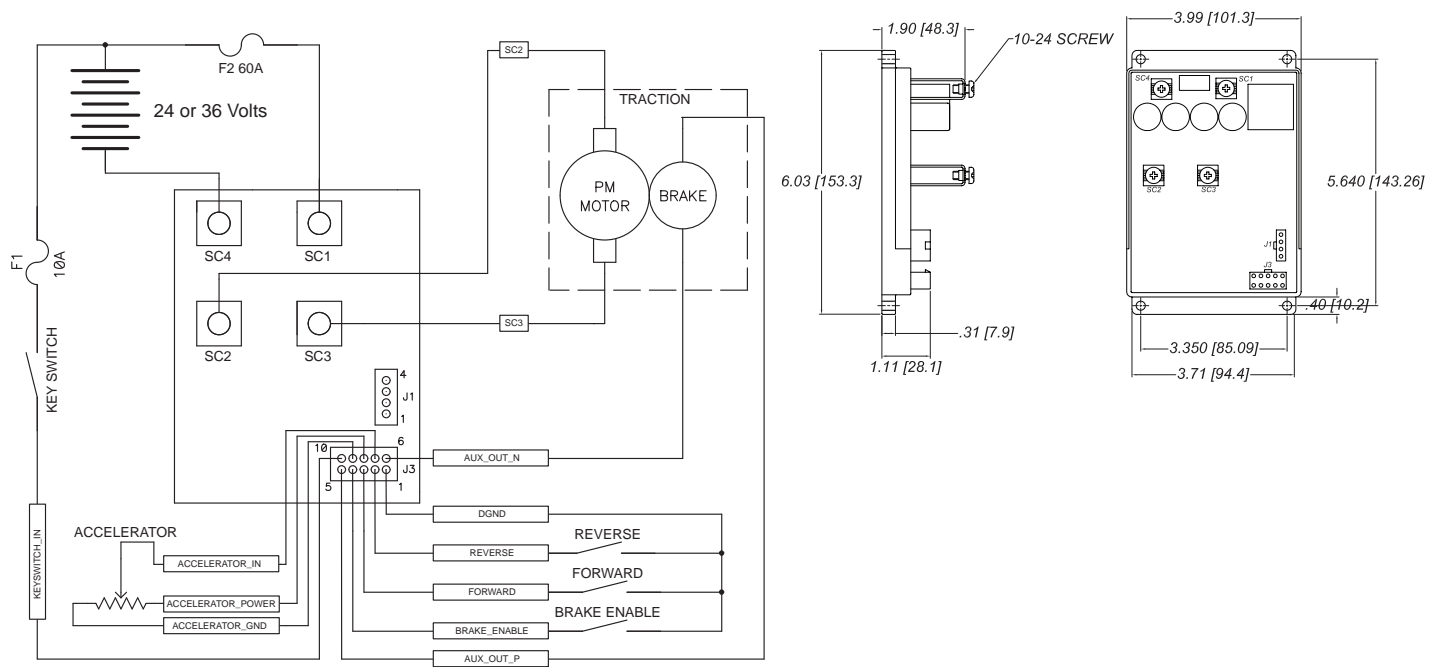 F2 60A
24 or 36 Volts
SC2
TRACTION
PM
MOTOR
BRAKE
SC4
SC1
SC2
SC3
SC3
F1
10A
KEY SWITCH
4
J1
1
10
6
J3
5
1
AUX_OUT_N
DGND
REVERSE
REVERSE
FORWARD
FORWARD
BRAKE ENABLE
BRAKE_ENABLE
AUX_OUT_P
KEYSWITCH_IN
ACCELERATOR
ACCELERATOR_IN
ACCELERATOR_POWER
ACCELERATOR_GND
1.90 [48.3]
10-24 SCREW
6.03 [153.3]
.31 [7.9]
1.11 [28.1]
3.99 [101.3]
SC4
SC1
SC2
SC3
J1
J3
5.640 [143.26]
.40 [10.2]
3.350 [85.09]
3.71 [94.4]